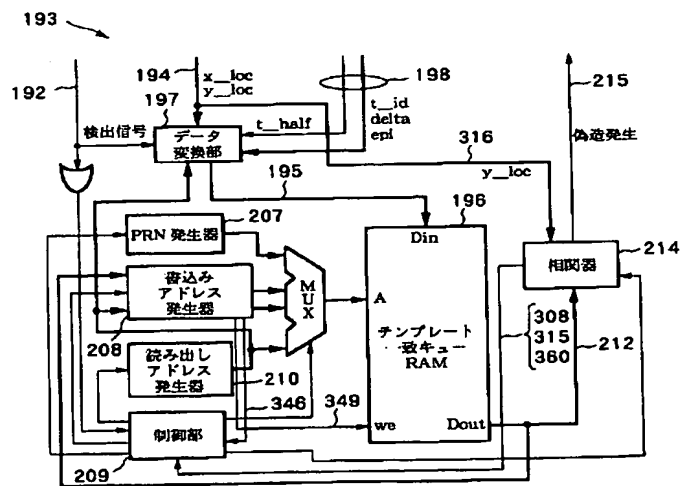 193
192
194
x_loc
y_loc
198
215
197
t_id
delta
epi
t_half
検出信号
データ
変換部
偽造発生
316
y_loc
195
196
207
PRN 発生器
Din
214
相関器
書込み
アドレス
発生器
MUX
A
テンプレート
一致キュー
RAM
308
315
360
212
208
読み出し
アドレス
発生器
210
346
349
we
Dout
制御部
209